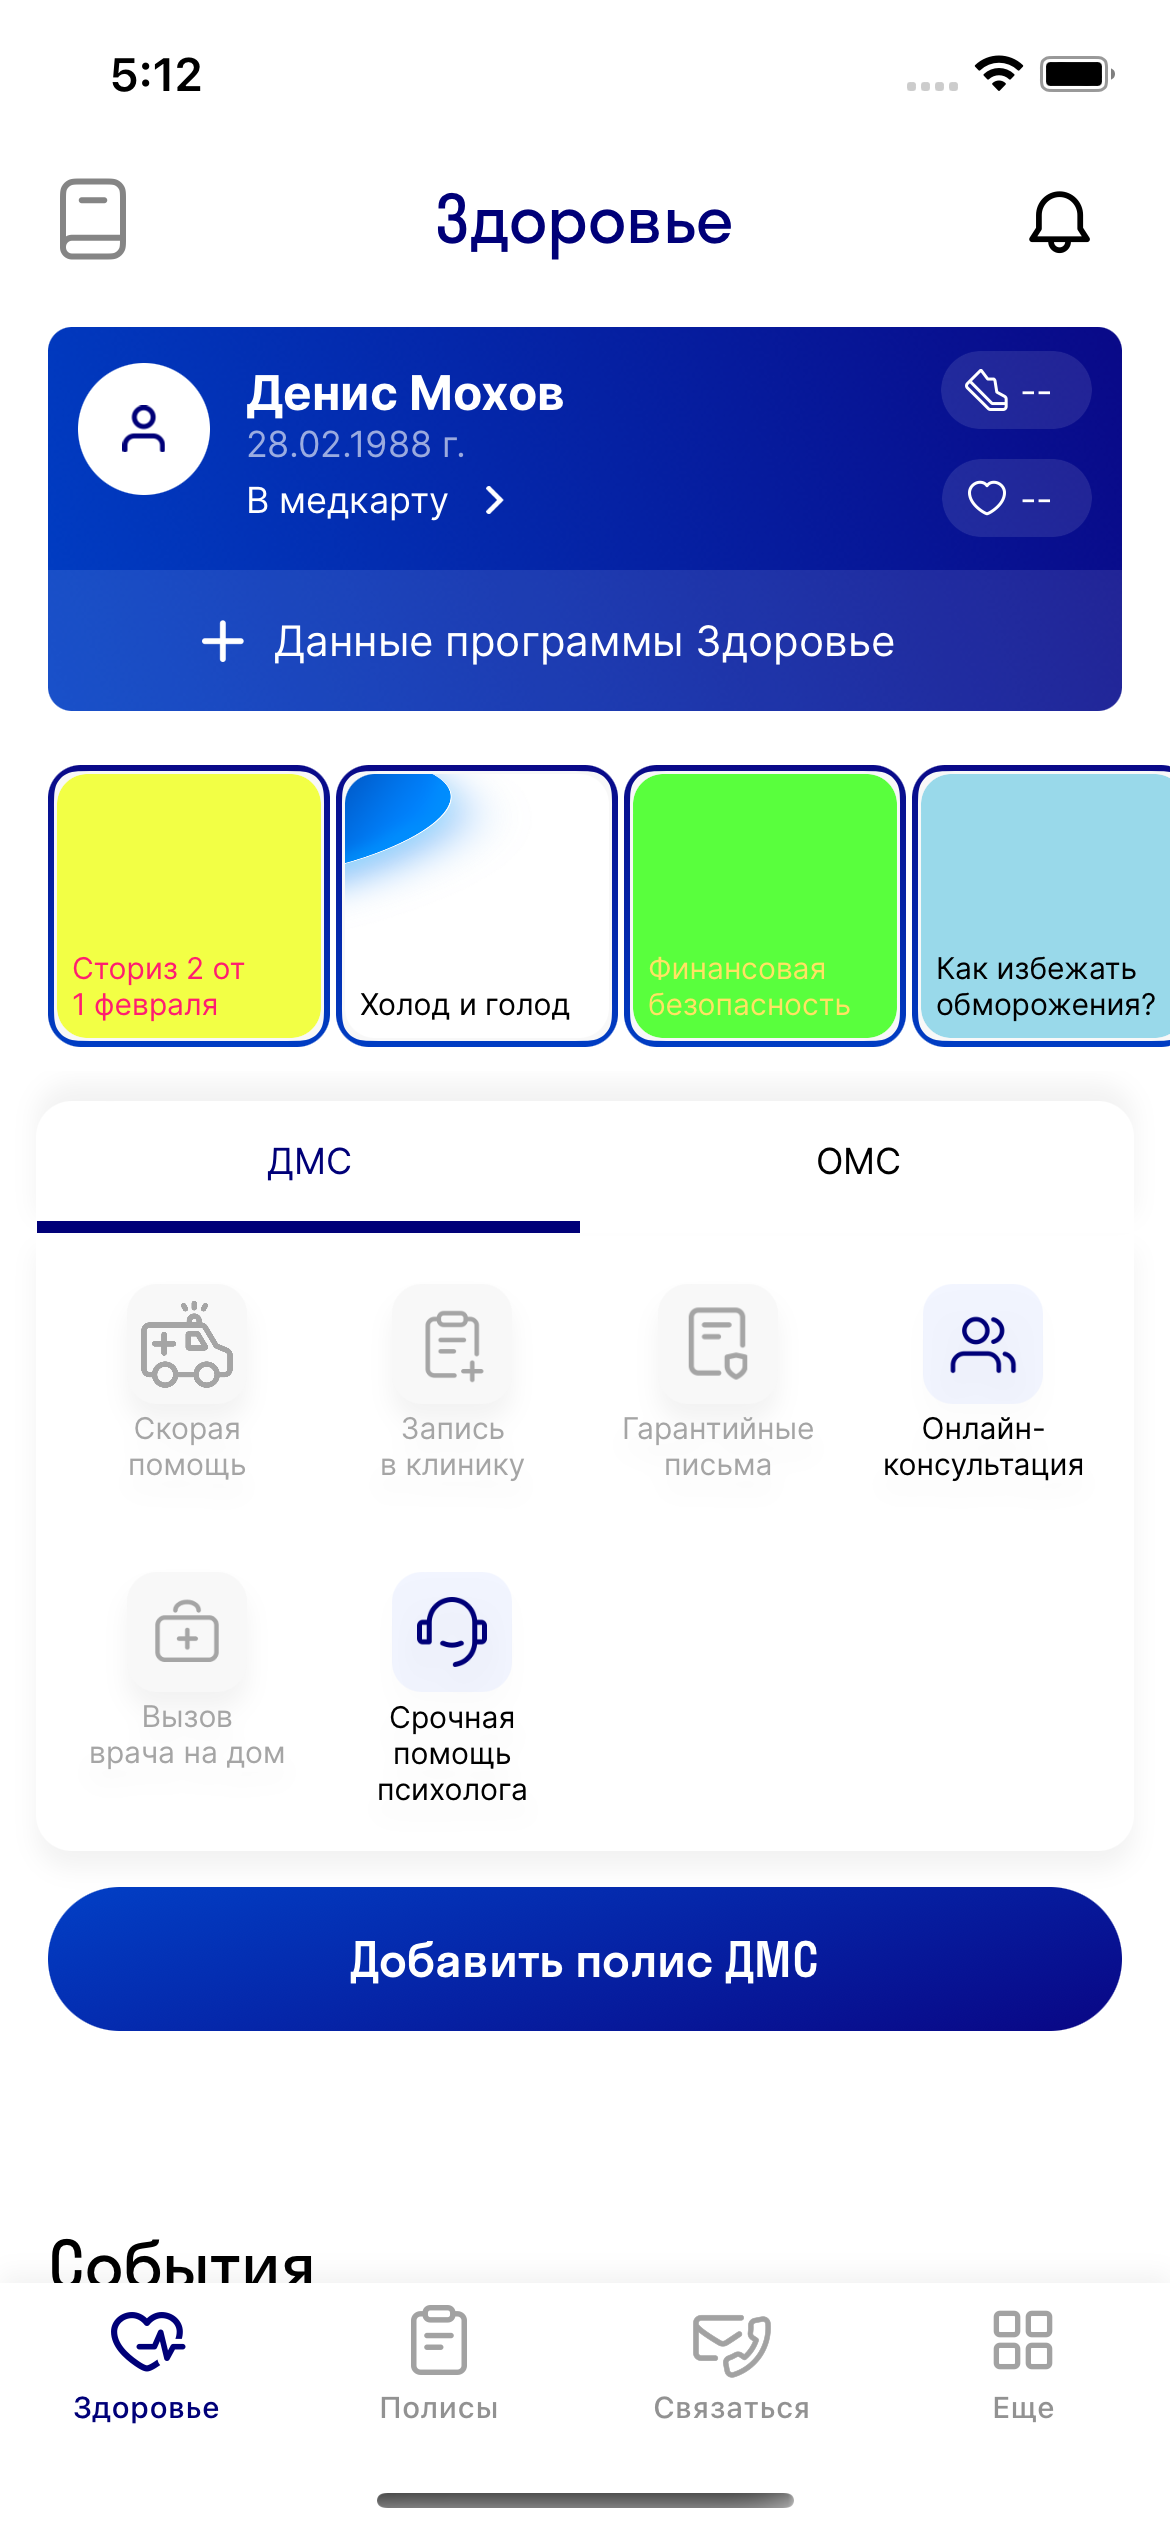 5:12
Здоровье
Денис Мохов
28.02.1988 г.
В медкарту
--
--
Данные программы Здоровье
Сториз 2 от
1 февраля
Холод и голод
Финансовая
безопасность
Как избежать
обморожения?
ДМС
ОМС
Скорая
помощь
Запись
в клинику
Гарантийные
письма
Онлайн-
консультация
Вызов
врача на дом
Срочная
помощь
психолога
Добавить полис ДМС
События
Здоровье
Полисы
Связаться
Еще